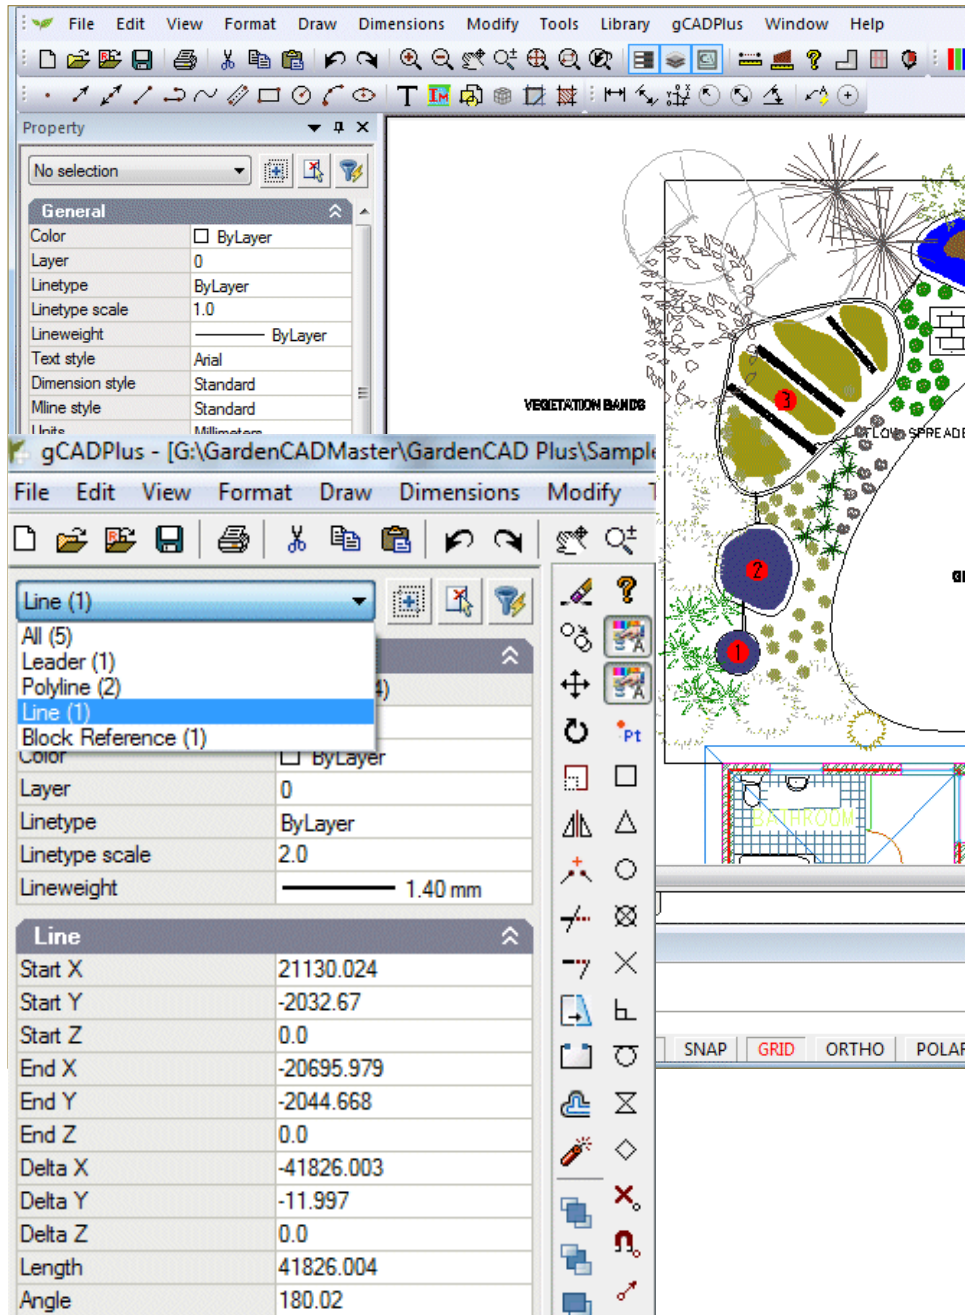 File Edit View Format Draw Dimensions Modify Tools Library gCADPlus Window Help
Property
No selection
General
Color ByLayer
Layer 0
Linetype ByLayer
Linetype scale 1.0
Lineweight ByLayer
Text style Arial
Dimension style Standard
Mline style Standard
Units Millimeters
VEGETATION BANDS
FLOW SPREADE
3
2
1
BATHROOM
gCADPlus - [G:\GardenCADMaster\GardenCAD Plus\Sample
File Edit View Format Draw Dimensions Modify T
Line (1)
All (5)
Leader (1)
Polyline (2)
Line (1)
Block Reference (1)
4)
Color ByLayer
Layer 0
Linetype ByLayer
Linetype scale 2.0
Lineweight 1.40 mm
Line
Start X 21130.024
Start Y -2032.67
Start Z 0.0
End X -20695.979
End Y -2044.668
End Z 0.0
Delta X -41826.003
Delta Y -11.997
Delta Z 0.0
Length 41826.004
Angle 180.02
Pt
SNAP GRID ORTHO POLAR